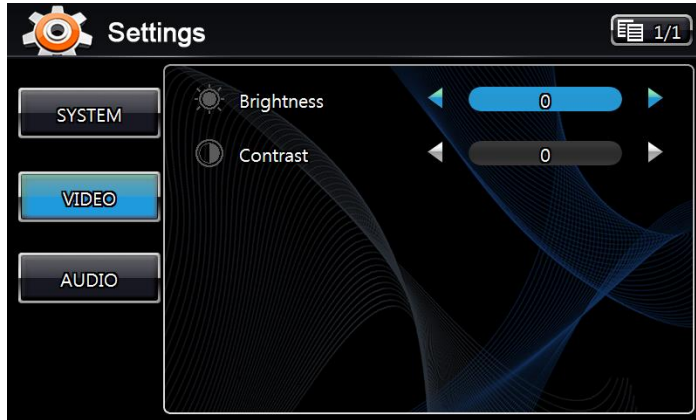 Settings
1/1
SYSTEM
VIDEO
AUDIO
Brightness
0
Contrast
0